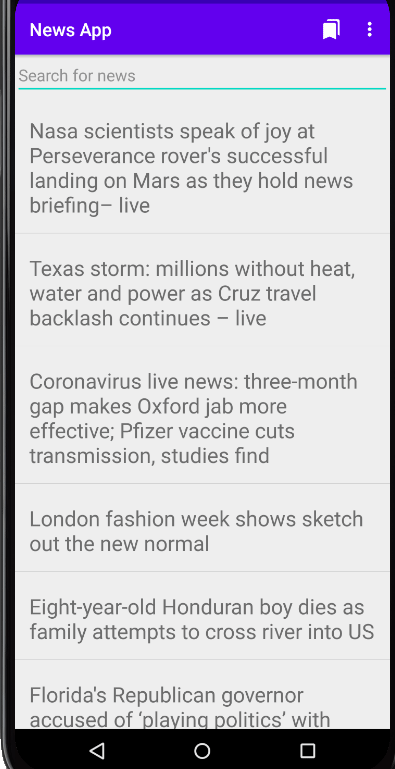 News App
Search for news
Nasa scientists speak of joy at
Perseverance rover's successful
landing on Mars as they hold news
briefing– live
Texas storm: millions without heat,
water and power as Cruz travel
backlash continues – live
Coronavirus live news: three-month
gap makes Oxford jab more
effective; Pfizer vaccine cuts
transmission, studies find
London fashion week shows sketch
out the new normal
Eight-year-old Honduran boy dies as
family attempts to cross river into US
Florida's Republican governor
accused of ‘playing politics’ with